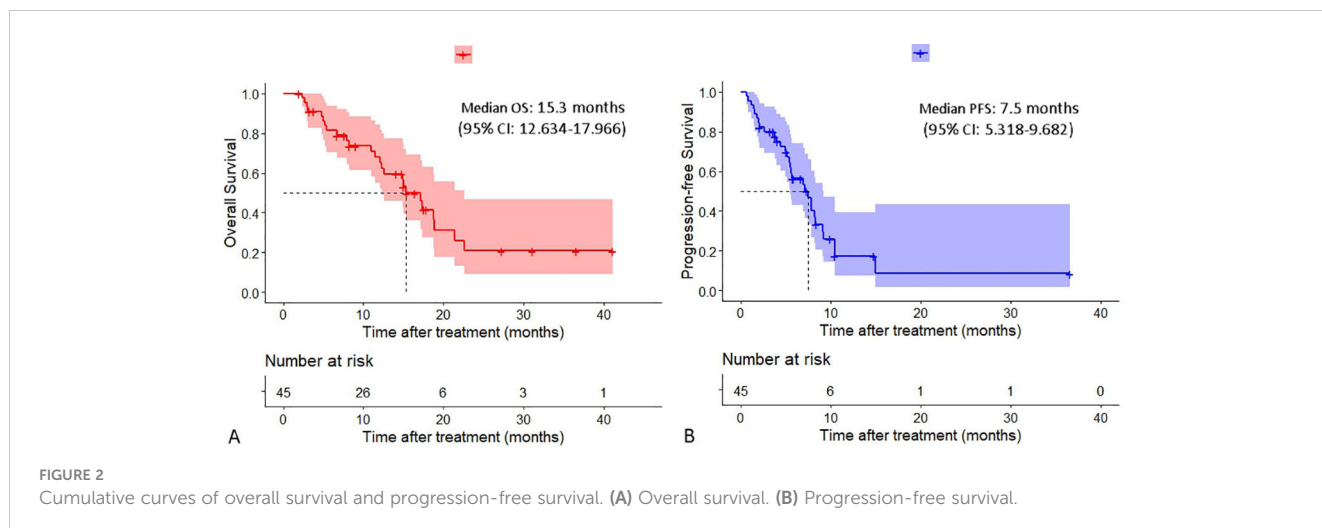 Overall Survival
1.0
0.8
0.6
0.4
0.2
0.0
Median OS: 15.3 months
(95% CI: 12.634-17.966)
0 10 20 30 40
Time after treatment (months)
Number at risk
45 26 6 3 1
0 10 20 30 40
Time after treatment (months)
A
Progression-free Survival
1.0
0.8
0.6
0.4
0.2
0.0
Median PFS: 7.5 months
(95% CI: 5.318-9.682)
0 10 20 30 40
Time after treatment (months)
Number at risk
45 6 1 1 0
0 10 20 30 40
Time after treatment (months)
B
FIGURE 2
Cumulative curves of overall survival and progression-free survival. (A) Overall survival. (B) Progression-free survival.